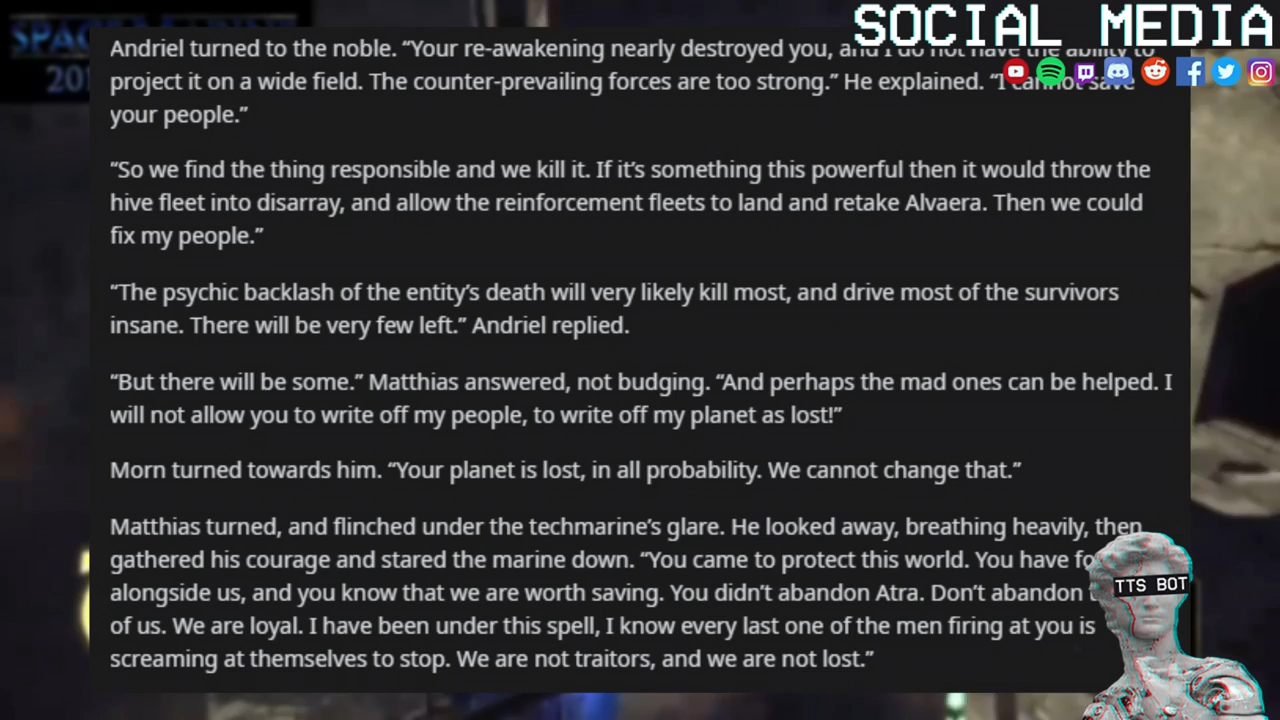 SOCIAL MEDIA
SPAC
201
Andriel turned to the noble. “Your re-awakening nearly destroyed you, and I do not have the ability to
project it on a wide field. The counter-prevailing forces are too strong.” He explained. “I cannot save
your people.”
“So we find the thing responsible and we kill it. If it’s something this powerful then it would throw the
hive fleet into disarray, and allow the reinforcement fleets to land and retake Alvaera. Then we could
fix my people.”
“The psychic backlash of the entity’s death will very likely kill most, and drive most of the survivors
insane. There will be very few left.” Andriel replied.
“But there will be some.” Matthias answered, not budging. “And perhaps the mad ones can be helped. I
will not allow you to write off my people, to write off my planet as lost!”
Morn turned towards him. “Your planet is lost, in all probability. We cannot change that.”
Matthias turned, and flinched under the techmarine’s glare. He looked away, breathing heavily, then
gathered his courage and stared the marine down. “You came to protect this world. You have fo
alongside us, and you know that we are worth saving. You didn’t abandon Atra. Don’t abandon
of us. We are loyal. I have been under this spell, I know every last one of the men firing at you is
screaming at themselves to stop. We are not traitors, and we are not lost.”
TTS BOT